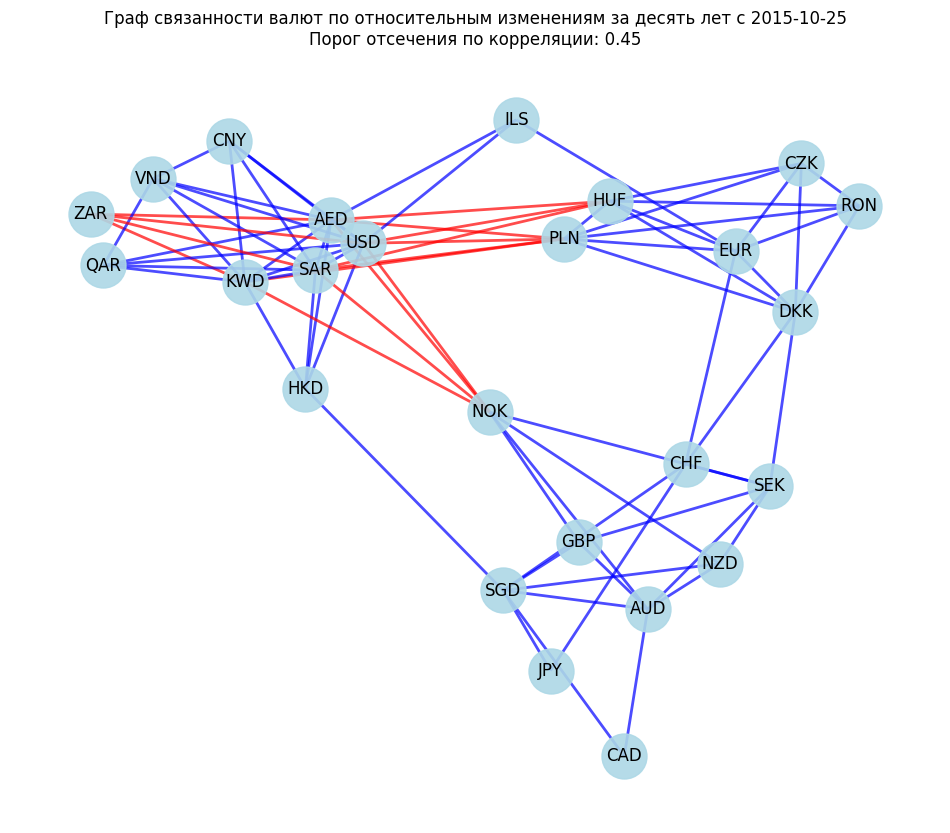 Граф связанности валют по относительным изменениям за десять лет с 2015-10-25
Порог отсечения по корреляции: 0.45
ILS
CNY
CZK
VND
HUF
RON
ZAR
AED
PLN
USD
EUR
QAR
SAR
KWD
DKK
HKD
NOK
CHF
SEK
GBP
NZD
SGD
AUD
JPY
CAD